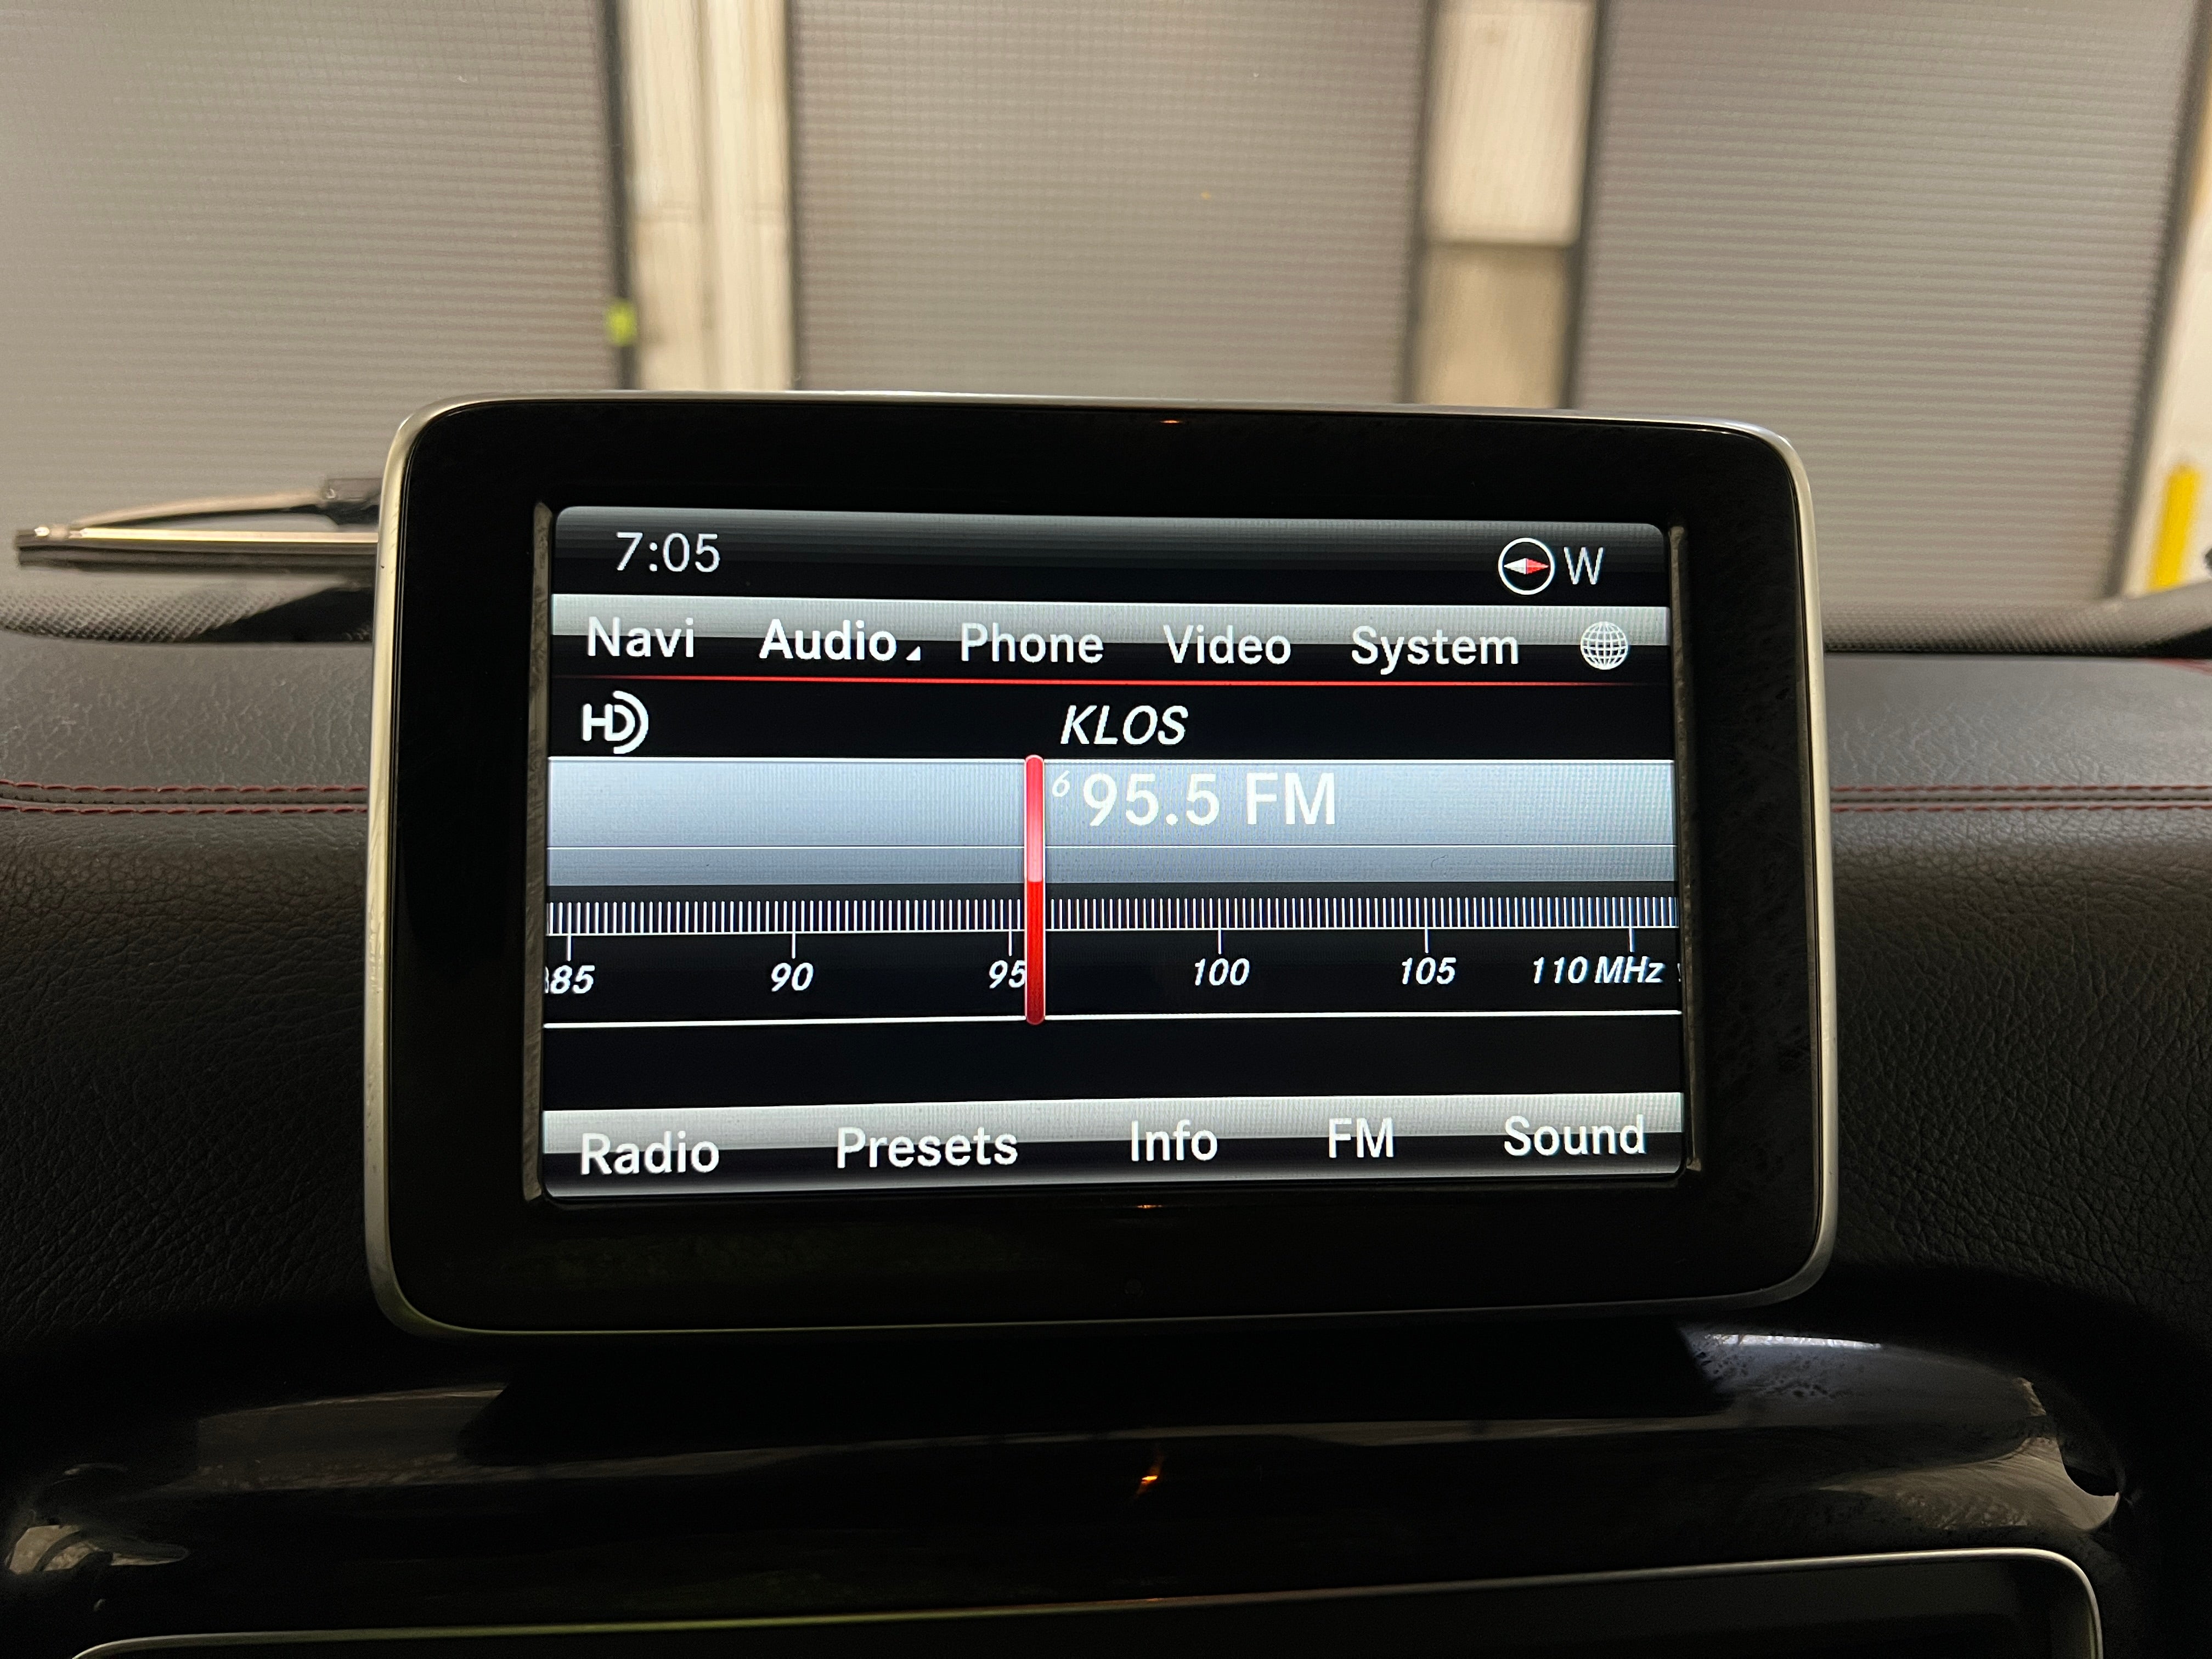 7:05 W
Navi Audio Phone Video System
HD KLOS
6 95.5 FM
85 90 95 100 105 110 MHz
Radio Presets Info FM Sound